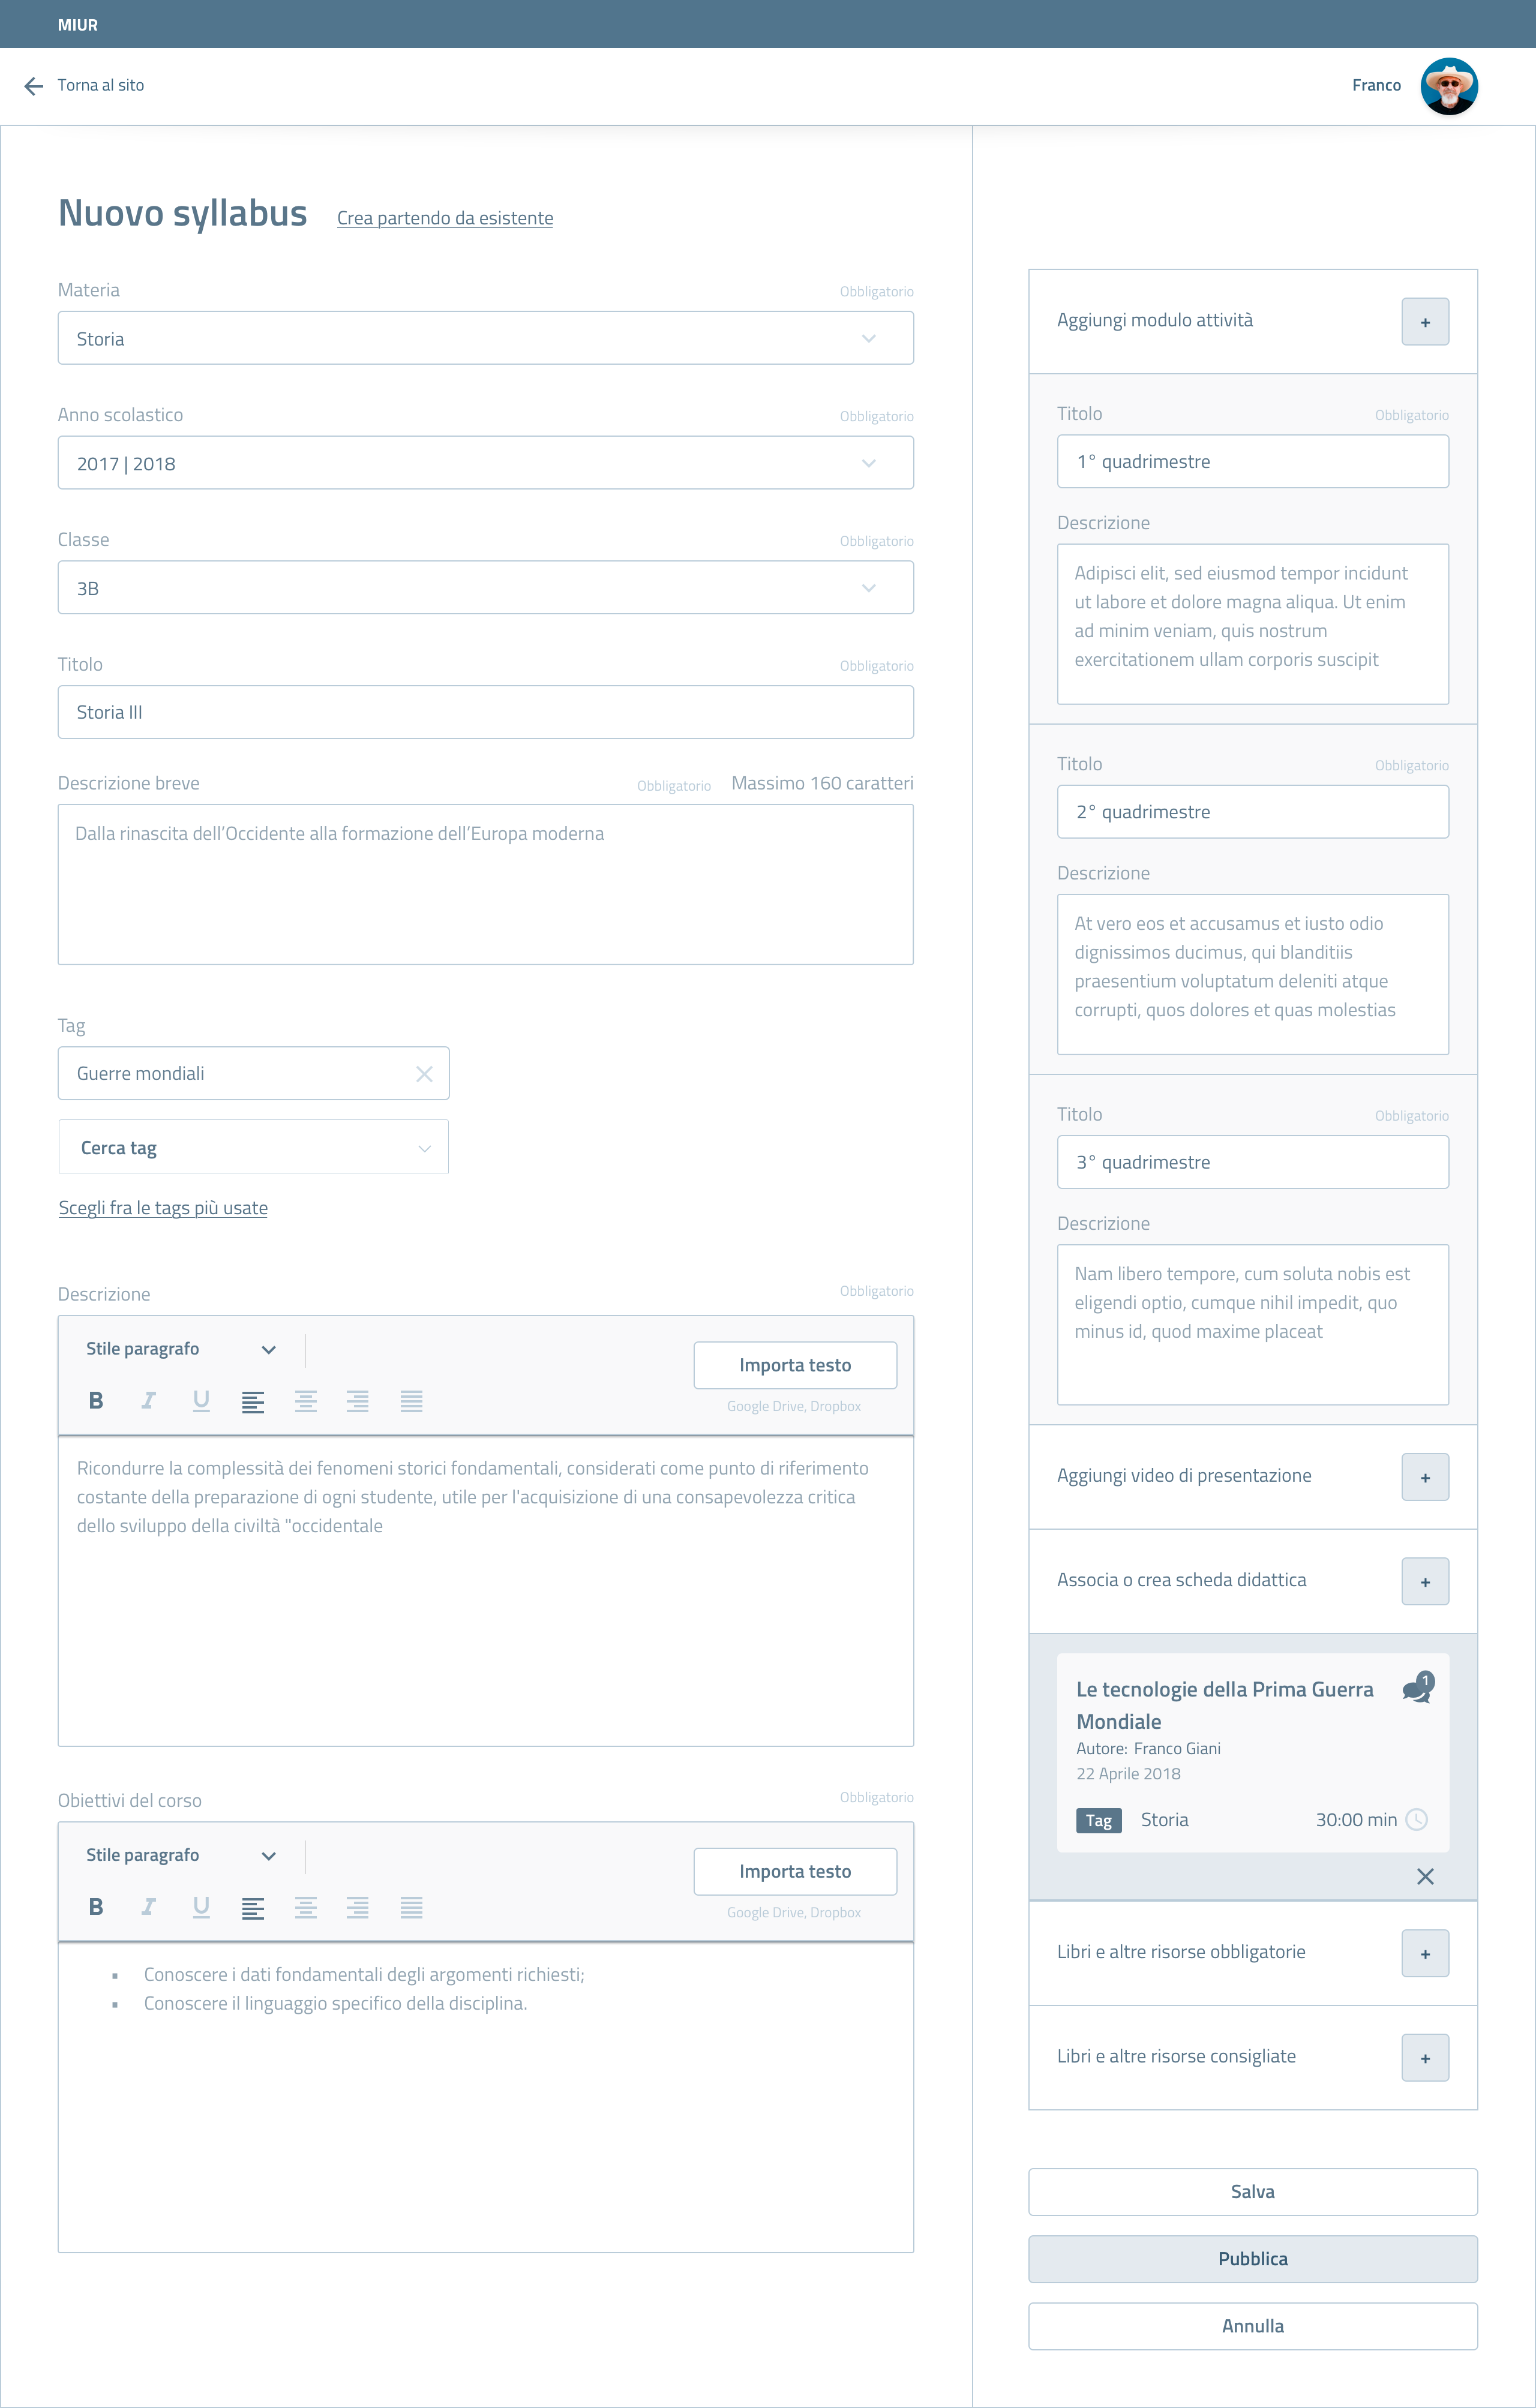 MIUR
Torna al sito
Franco
Nuovo syllabus
Crea partendo da esistente
Materia
Obbligatorio
Storia
Anno scolastico
Obbligatorio
2017 | 2018
Classe
Obbligatorio
3B
Titolo
Obbligatorio
Storia III
Descrizione breve
Obbligatorio
Massimo 160 caratteri
Dalla rinascita dell’Occidente alla formazione dell’Europa moderna
Tag
Guerre mondiali
Cerca tag
Scegli fra le tags più usate
Descrizione
Obbligatorio
Stile paragrafo
Importa testo
B I U
Google Drive, Dropbox
Ricondurre la complessità dei fenomeni storici fondamentali, considerati come punto di riferimento
costante della preparazione di ogni studente, utile per l'acquisizione di una consapevolezza critica
dello sviluppo della civiltà "occidentale
Obiettivi del corso
Obbligatorio
Stile paragrafo
Importa testo
B I U
Google Drive, Dropbox
▪ Conoscere i dati fondamentali degli argomenti richiesti;
▪ Conoscere il linguaggio specifico della disciplina.
Aggiungi modulo attività
+
Titolo
Obbligatorio
1° quadrimestre
Descrizione
Adipisci elit, sed eiusmod tempor incidunt
ut labore et dolore magna aliqua. Ut enim
ad minim veniam, quis nostrum
exercitationem ullam corporis suscipit
Titolo
Obbligatorio
2° quadrimestre
Descrizione
At vero eos et accusamus et iusto odio
dignissimos ducimus, qui blanditiis
praesentium voluptatum deleniti atque
corrupti, quos dolores et quas molestias
Titolo
Obbligatorio
3° quadrimestre
Descrizione
Nam libero tempore, cum soluta nobis est
eligendi optio, cumque nihil impedit, quo
minus id, quod maxime placeat
Aggiungi video di presentazione
+
Associa o crea scheda didattica
+
Le tecnologie della Prima Guerra
Mondiale
1
Autore: Franco Giani
22 Aprile 2018
Tag
Storia
30:00 min
Libri e altre risorse obbligatorie
+
Libri e altre risorse consigliate
+
Salva
Pubblica
Annulla